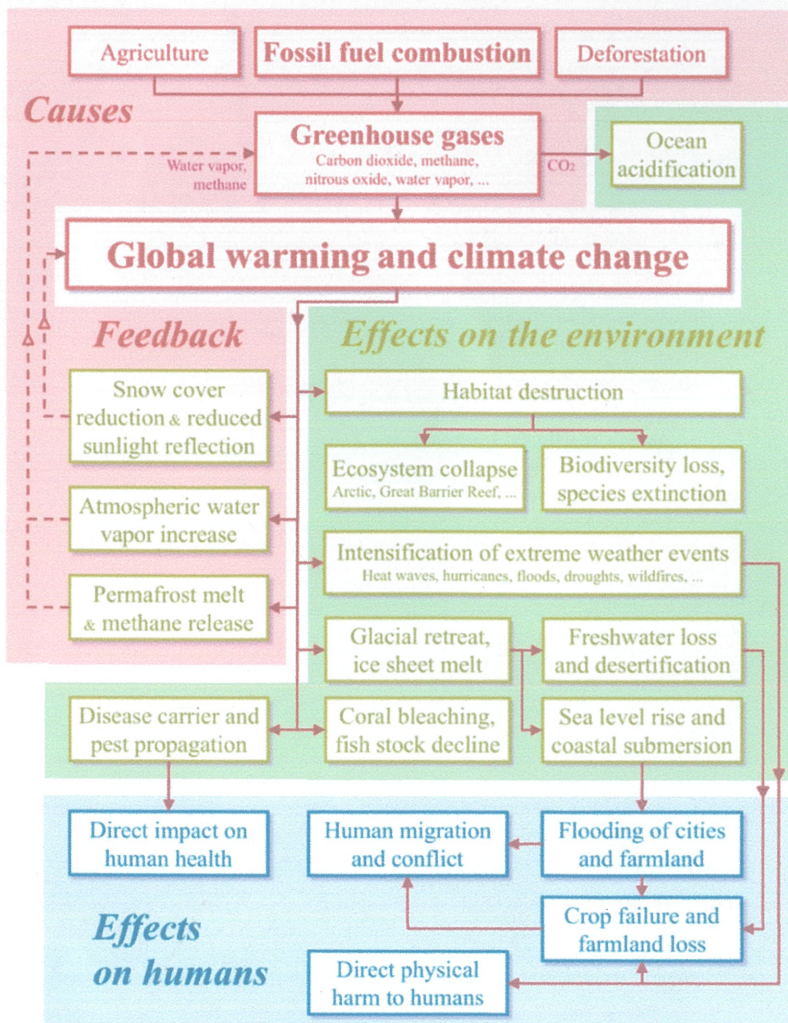 Agriculture
Fossil fuel combustion
Deforestation
Causes
Greenhouse gases
Carbon dioxide, methane,
nitrous oxide, water vapor, ...
Water vapor,
methane
CO₂
Ocean
acidification
Global warming and climate change
Feedback
Effects on the environment
Snow cover
reduction & reduced
sunlight reflection
Habitat destruction
Ecosystem collapse
Arctic, Great Barrier Reef, ...
Biodiversity loss,
species extinction
Atmospheric water
vapor increase
Intensification of extreme weather events
Heat waves, hurricanes, floods, droughts, wildfires, ...
Permafrost melt
& methane release
Glacial retreat,
ice sheet melt
Freshwater loss
and desertification
Disease carrier and
pest propagation
Coral bleaching,
fish stock decline
Sea level rise and
coastal submersion
Direct impact on
human health
Human migration
and conflict
Flooding of cities
and farmland
Effects
on humans
Crop failure and
farmland loss
Direct physical
harm to humans